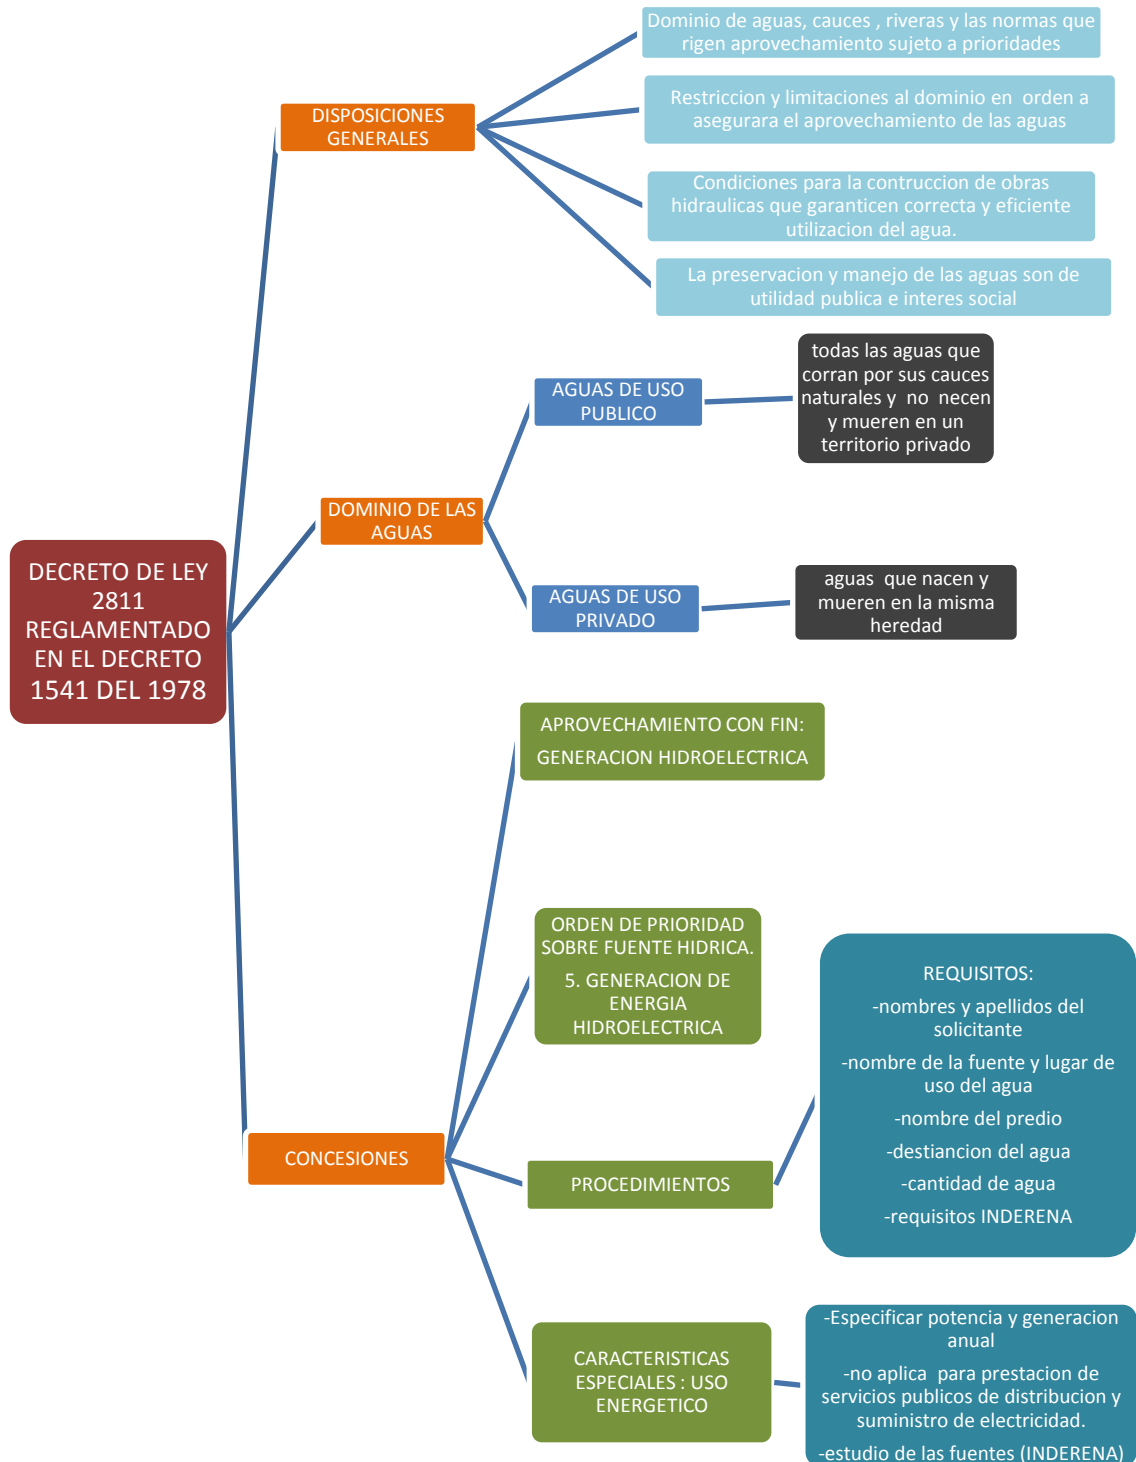 Dominio de aguas, cauces , riveras y las normas que
rigen aprovechamiento sujeto a prioridades
DISPOSICIONES
GENERALES
Restriccion y limitaciones al dominio en  orden a
asegurara el aprovechamiento de las aguas
Condiciones para la contruccion de obras
hidraulicas que garanticen correcta y eficiente
utilizacion del agua.
La preservacion y manejo de las aguas son de
utilidad publica e interes social
DOMINIO DE LAS
AGUAS
AGUAS DE USO
PUBLICO
todas las aguas que
corran por sus cauces
naturales y  no  necen
y mueren en un
territorio privado
AGUAS DE USO
PRIVADO
aguas  que nacen y
mueren en la misma
heredad
DECRETO DE LEY
2811
REGLAMENTADO
EN EL DECRETO
1541 DEL 1978
CONCESIONES
APROVECHAMIENTO CON FIN:
GENERACION HIDROELECTRICA
ORDEN DE PRIORIDAD
SOBRE FUENTE HIDRICA.
5. GENERACION DE
ENERGIA
HIDROELECTRICA
PROCEDIMIENTOS
REQUISITOS:
-nombres y apellidos del
solicitante
-nombre de la fuente y lugar de
uso del agua
-nombre del predio
-destiancion del agua
-cantidad de agua
-requisitos INDERENA
CARACTERISTICAS
ESPECIALES : USO
ENERGETICO
-Especificar potencia y generacion
anual
-no aplica  para prestacion de
servicios publicos de distribucion y
suministro de electricidad.
-estudio de las fuentes (INDERENA)